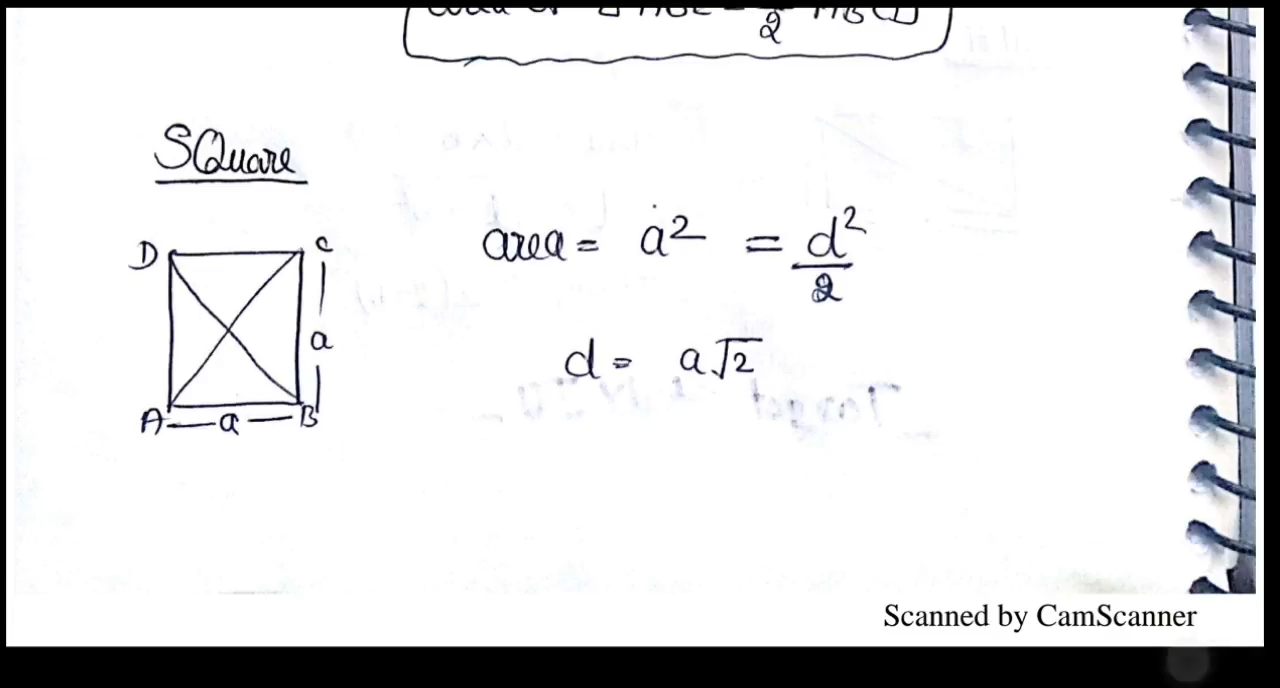 SQuare
D C
area = a² = d²/2
a
d = a√2
A — a — B
Scanned by CamScanner